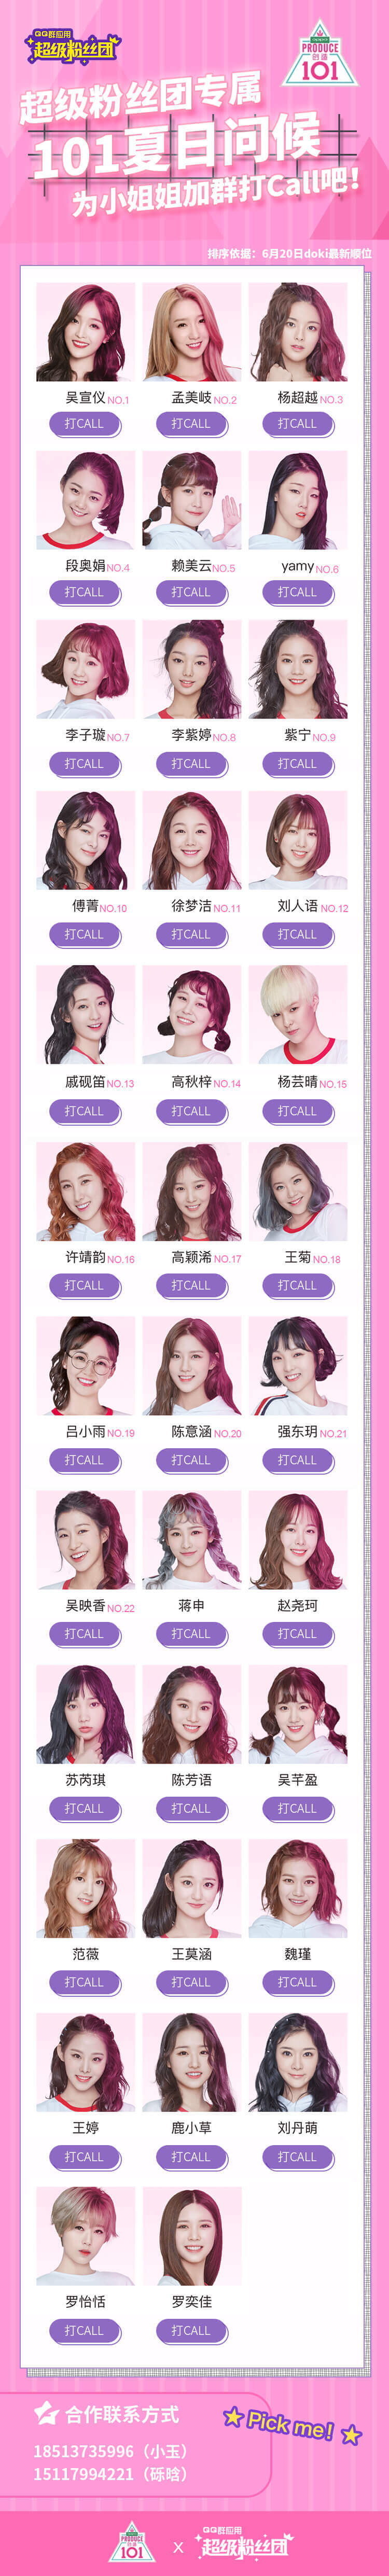 QQ群应用
超级粉丝团
PRODUCE
创造
101
超级粉丝团专属
101夏日问候
为小姐姐加群打Call吧！
排序依据：6月20日doki最新顺位
吴宣仪 NO.1 孟美岐 NO.2 杨超越 NO.3
打CALL 打CALL 打CALL
段奥娟 NO.4 赖美云 NO.5 yamy NO.6
打CALL 打CALL 打CALL
李子璇 NO.7 李紫婷 NO.8 紫宁 NO.9
打CALL 打CALL 打CALL
傅菁 NO.10 徐梦洁 NO.11 刘人语 NO.12
打CALL 打CALL 打CALL
戚砚笛 NO.13 高秋梓 NO.14 杨芸晴 NO.15
打CALL 打CALL 打CALL
许靖韵 NO.16 高颖浠 NO.17 王菊 NO.18
打CALL 打CALL 打CALL
吕小雨 NO.19 陈意涵 NO.20 强东玥 NO.21
打CALL 打CALL 打CALL
吴映香 NO.22 蒋申 赵尧珂
打CALL 打CALL 打CALL
苏芮琪 陈芳语 吴芊盈
打CALL 打CALL 打CALL
范薇 王莫涵 魏瑾
打CALL 打CALL 打CALL
王婷 鹿小草 刘丹萌
打CALL 打CALL 打CALL
罗怡恬 罗奕佳
打CALL 打CALL
合作联系方式
Pick me！
18513735996（小玉）
15117994221（砾晗）
PRODUCE
创造
101
X
QQ群应用
超级粉丝团